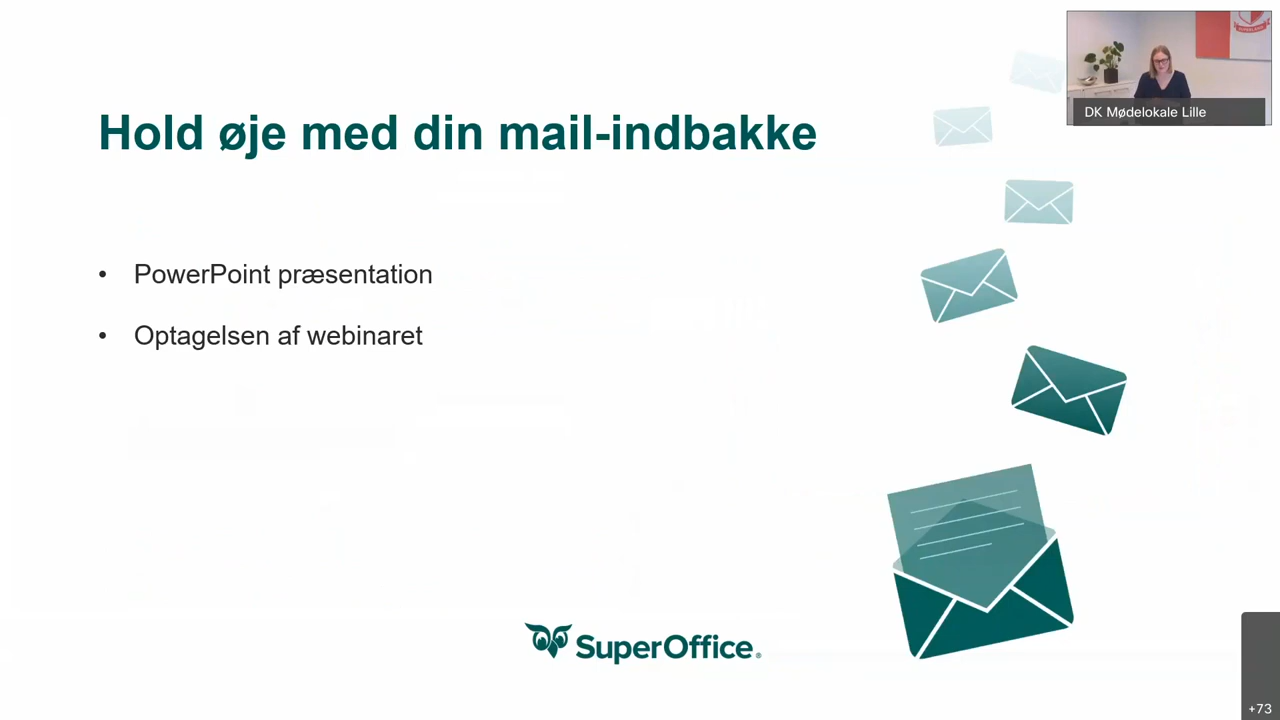 Hold øje med din mail-indbakke
• PowerPoint præsentation
• Optagelsen af webinaret
SuperOffice®
DK Mødelokale Lille
+73